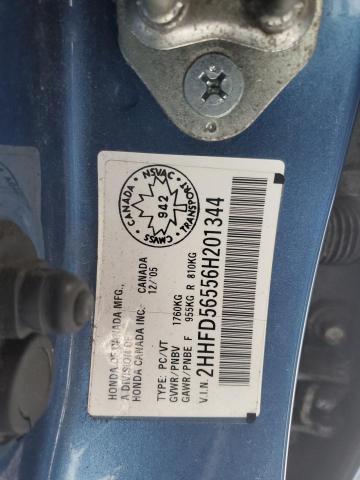 HONDA OF CANADA MFG.,
A DIVISION OF
HONDA CANADA INC. CANADA
12/05
TYPE: PC/VT
GVWR/PNBV 1760KG
GAWR/PNBE F 955KG R 810KG
V.I.N. 2HHFD56556H201344
CANADA
NSVAC
942
CMVSS
TRANSPORT